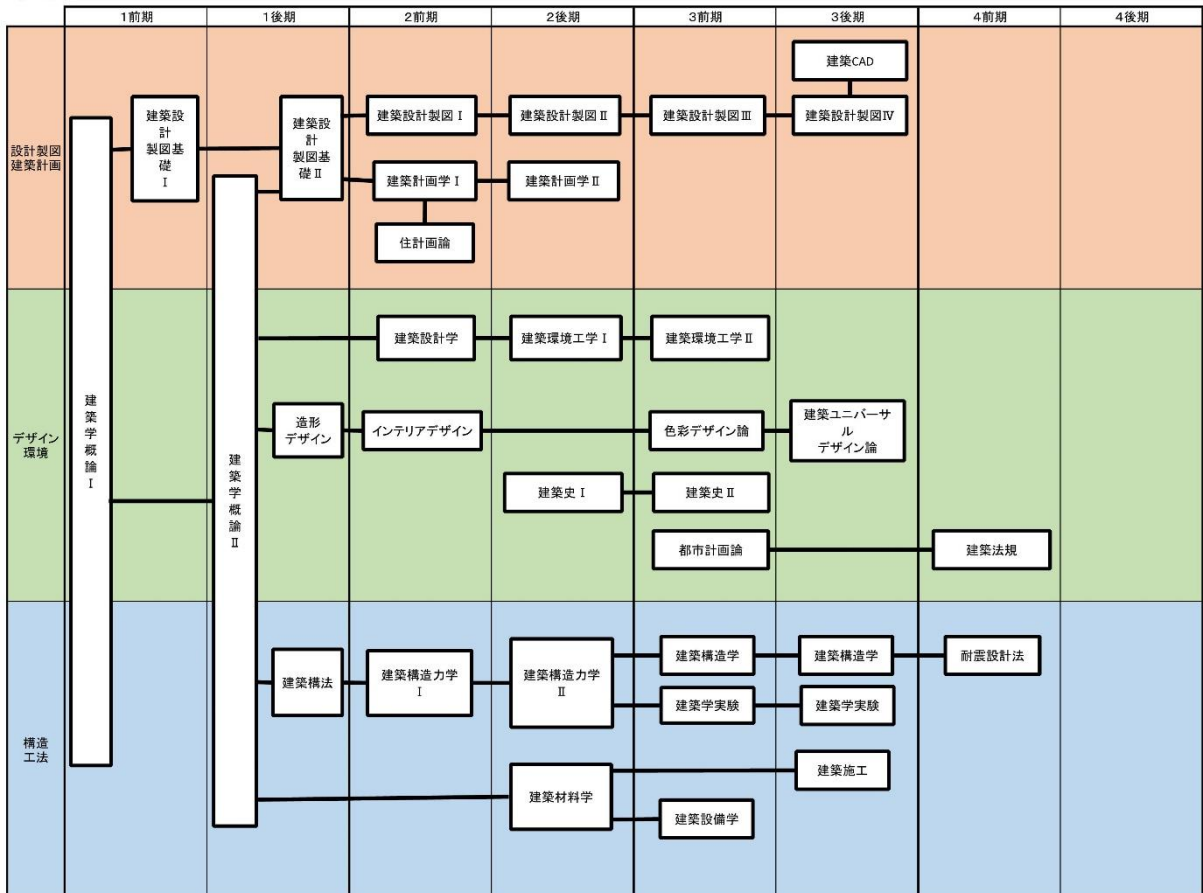 1前期
1後期
2前期
2後期
3前期
3後期
4前期
4後期
設計製図
建築計画
建築設
計
製図基
礎
Ⅰ
建築設
計
製図基
礎Ⅱ
建築設計製図Ⅰ
建築設計製図Ⅱ
建築設計製図Ⅲ
建築CAD
建築設計製図Ⅳ
建築計画学Ⅰ
建築計画学Ⅱ
住計画論
デザイン
環境
建
築
学
概
論
Ⅰ
建
築
学
概
論
Ⅱ
建築設計学
建築環境工学Ⅰ
建築環境工学Ⅱ
造形
デザイン
インテリアデザイン
色彩デザイン論
建築ユニバーサ
ル
デザイン論
建築史Ⅰ
建築史Ⅱ
都市計画論
建築法規
構造
工法
建築構法
建築構造力学
Ⅰ
建築構造力学
Ⅱ
建築構造学
建築構造学
耐震設計法
建築学実験
建築学実験
建築材料学
建築施工
建築設備学